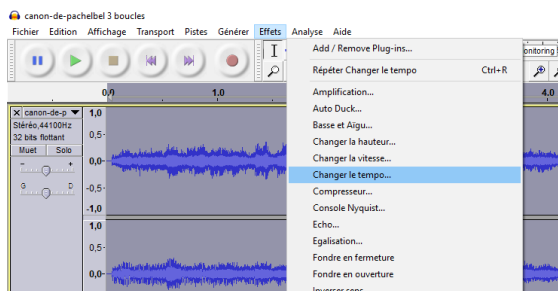 canon-de-pachelbel 3 boucles
Fichier Edition Affichage Transport Pistes Générer Effets Analyse Aide
Add / Remove Plug-ins...
onitoring
Répéter Changer le tempo Ctrl+R
0,0 1,0 4,0
Amplification...
Auto Duck...
Basse et Aïgu...
Changer la hauteur...
Changer la vitesse...
Changer le tempo...
Compresseur...
Console Nyquist...
Echo...
Egalisation...
Fondre en fermeture
Fondre en ouverture
Inverser sens
X canon-de-p
Stéréo,44100Hz
32 bits flottant
Muet Solo
- +
G D
1,0
0,5-
0,0-
-0,5-
-1,0
1,0
0,5-
0,0-